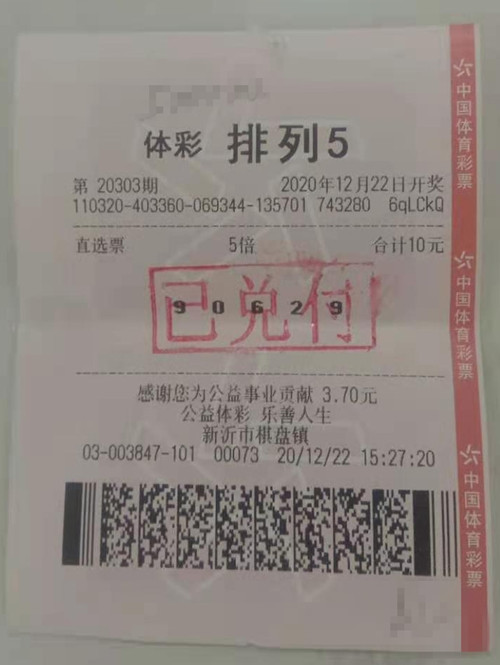 体彩 排列5
第 20303期 2020年12月22日开奖
110320-403360-069344-135701 743280 6qLCkQ
直选票 5倍 合计10元
已兑付
90629
感谢您为公益事业贡献 3.70元
公益体彩 乐善人生
新沂市棋盘镇
03-003847-101 00073 20/12/22 15:27:20
中国体育彩票
中国体育彩票
中国体育彩票